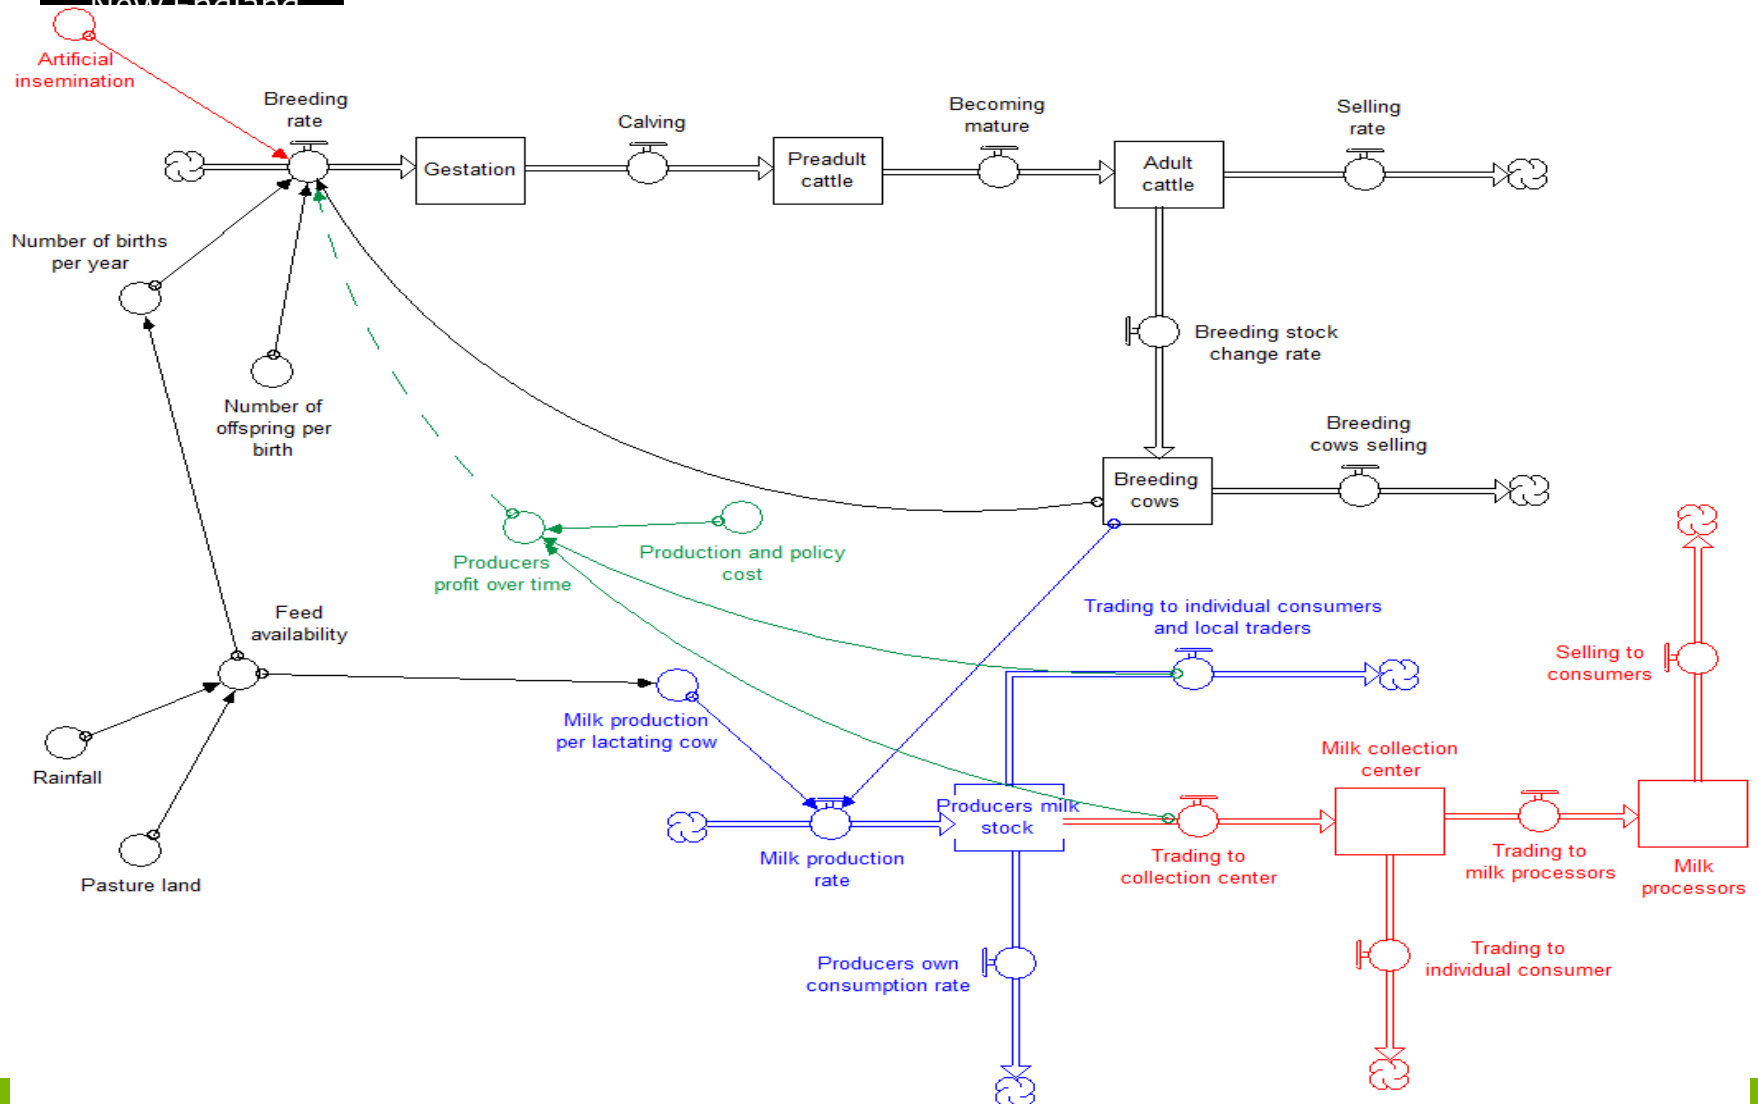 New England
Artificial
insemination
Breeding
rate
Calving
Becoming
mature
Selling
rate
Gestation
Preadult
cattle
Adult
cattle
Number of births
per year
Breeding stock
change rate
Number of
offspring per
birth
Breeding
cows selling
Breeding
cows
Producers
profit over time
Production and policy
cost
Feed
availability
Trading to individual consumers
and local traders
Selling to
consumers
Milk production
per lactating cow
Rainfall
Milk collection
center
Producers milk
stock
Milk production
rate
Trading to
collection center
Trading to
milk processors
Milk
processors
Pasture land
Producers own
consumption rate
Trading to
individual consumer